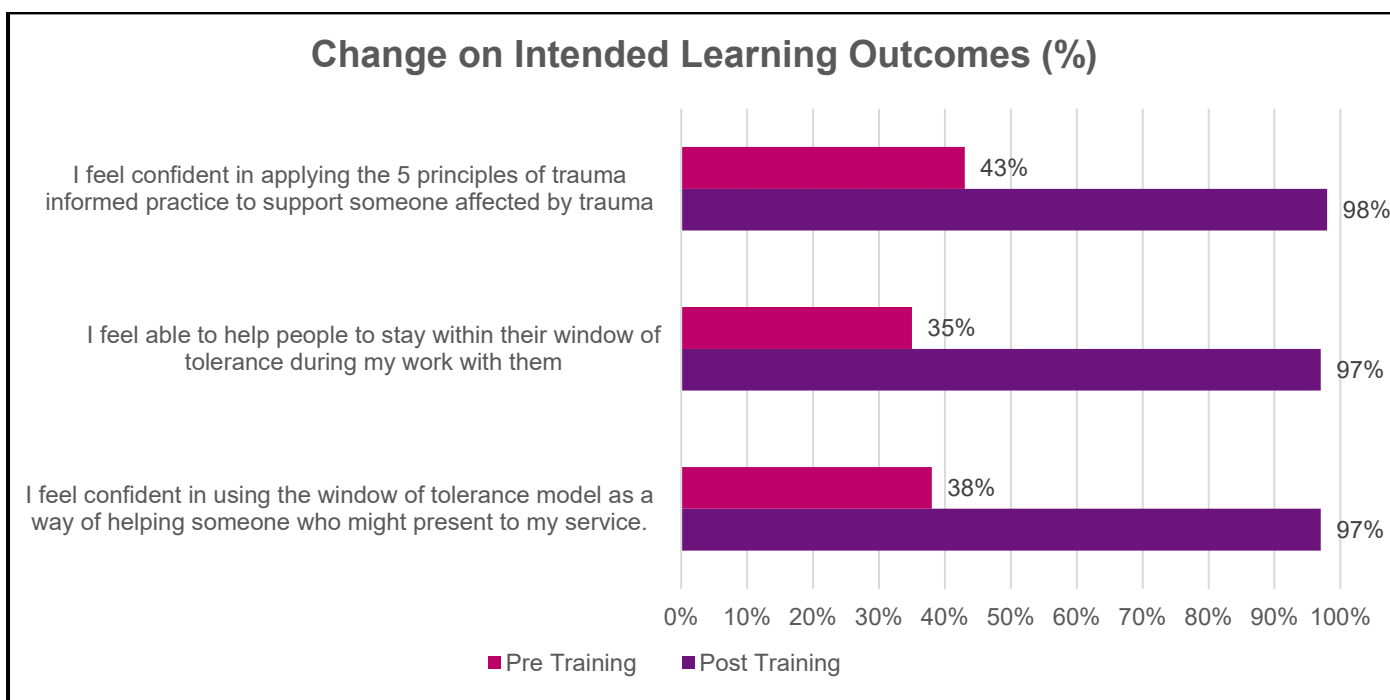 Change on Intended Learning Outcomes (%)
I feel confident in applying the 5 principles of trauma
informed practice to support someone affected by trauma
43%
98%
I feel able to help people to stay within their window of
tolerance during my work with them
35%
97%
I feel confident in using the window of tolerance model as a
way of helping someone who might present to my service.
38%
97%
0% 10% 20% 30% 40% 50% 60% 70% 80% 90% 100%
Pre Training Post Training